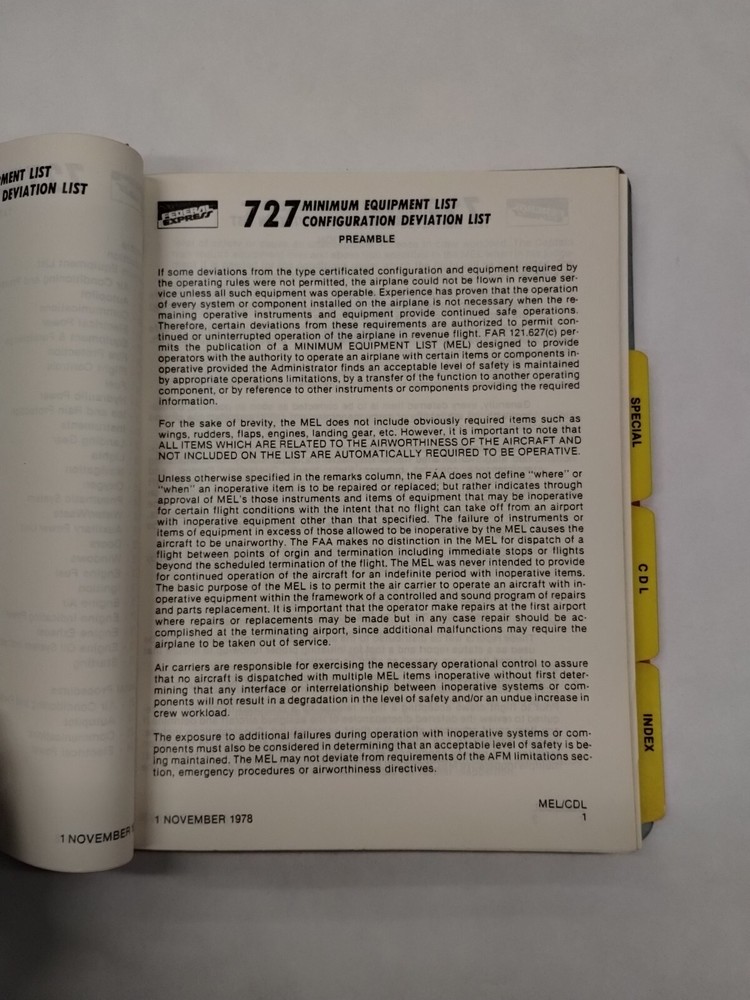 MENT LIST
DEVIATION LIST
1 NOVEMBER
FEDERAL
EXPRESS
727 MINIMUM EQUIPMENT LIST
CONFIGURATION DEVIATION LIST
PREAMBLE
If some deviations from the type certificated configuration and equipment required by
the operating rules were not permitted, the airplane could not be flown in revenue ser-
vice unless all such equipment was operable. Experience has proven that the operation
of every system or component installed on the airplane is not necessary when the re-
maining operative instruments and equipment provide continued safe operations.
Therefore, certain deviations from these requirements are authorized to permit con-
tinued or uninterrupted operation of the airplane in revenue flight. FAR 121.627(c) per-
mits the publication of a MINIMUM EQUIPMENT LIST (MEL) designed to provide
operators with the authority to operate an airplane with certain items or components in-
operative provided the Administrator finds an acceptable level of safety is maintained
by appropriate operations limitations, by a transfer of the function to another operating
component, or by reference to other instruments or components providing the required
information.
For the sake of brevity, the MEL does not include obviously required items such as
wings, rudders, flaps, engines, landing gear, etc. However, it is important to note that
ALL ITEMS WHICH ARE RELATED TO THE AIRWORTHINESS OF THE AIRCRAFT AND
NOT INCLUDED ON THE LIST ARE AUTOMATICALLY REQUIRED TO BE OPERATIVE.
Unless otherwise specified in the remarks column, the FAA does not define "where" or
"when" an inoperative item is to be repaired or replaced; but rather indicates through
approval of MEL's those instruments and items of equipment that may be inoperative
for certain flight conditions with the intent that no flight can take off from an airport
with inoperative equipment other than that specified. The failure of instruments or
items of equipment in excess of those allowed to be inoperative by the MEL causes the
aircraft to be unairworthy. The FAA makes no distinction in the MEL for dispatch of a
flight between points of orgin and termination including immediate stops or flights
beyond the scheduled termination of the flight. The MEL was never intended to provide
for continued operation of the aircraft for an indefinite period with inoperative items.
The basic purpose of the MEL is to permit the air carrier to operate an aircraft with in-
operative equipment within the framework of a controlled and sound program of repairs
and parts replacement. It is important that the operator make repairs at the first airport
where repairs or replacements may be made but in any case repair should be ac-
complished at the terminating airport, since additional malfunctions may require the
airplane to be taken out of service.
Air carriers are responsible for exercising the necessary operational control to assure
that no aircraft is dispatched with multiple MEL items inoperative without first deter-
mining that any interface or interrelationship between inoperative systems or com-
ponents will not result in a degradation in the level of safety and/or an undue increase in
crew workload.
The exposure to additional failures during operation with inoperative systems or com-
ponents must also be considered in determining that an acceptable level of safety is be-
ing maintained. The MEL may not deviate from requirements of the AFM limitations sec-
tion, emergency procedures or airworthiness directives.
MEL/CDL
1 NOVEMBER 1978
1
SPECIAL
CDL
INDEX